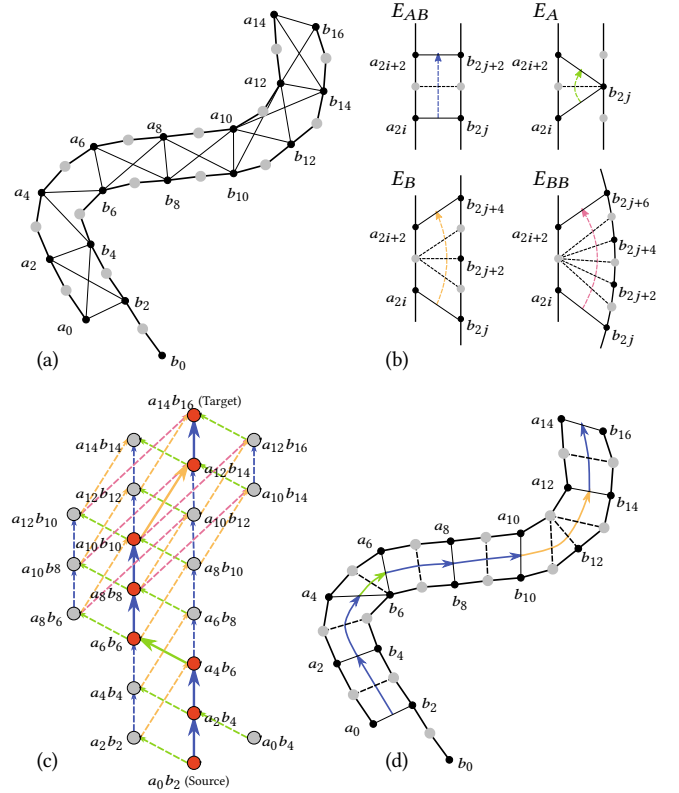 a14
b16
a12
b14
a10
a8
a6
b12
b10
b8
b6
a4
b4
a2
b2
a0
b0
(a)
EAB
a2i+2
b2j+2
a2i
b2j
EA
a2i+2
b2j
a2i
EB
b2j+4
a2i+2
b2j+2
a2i
b2j
EBB
b2j+6
a2i+2
b2j+4
b2j+2
a2i
b2j
(b)
a14b16 (Target)
a14b14
a12b16
a12b14
a12b12
a10b14
a12b10
a10b12
a10b10
a10b8
a8b10
a8b8
a8b6
a6b8
a6b6
a4b6
a4b4
a2b4
a2b2
a0b4
a0b2 (Source)
(c)
a14
b16
a12
b14
a10
a8
a6
b12
b10
b8
b6
a4
b4
a2
b2
a0
b0
(d)